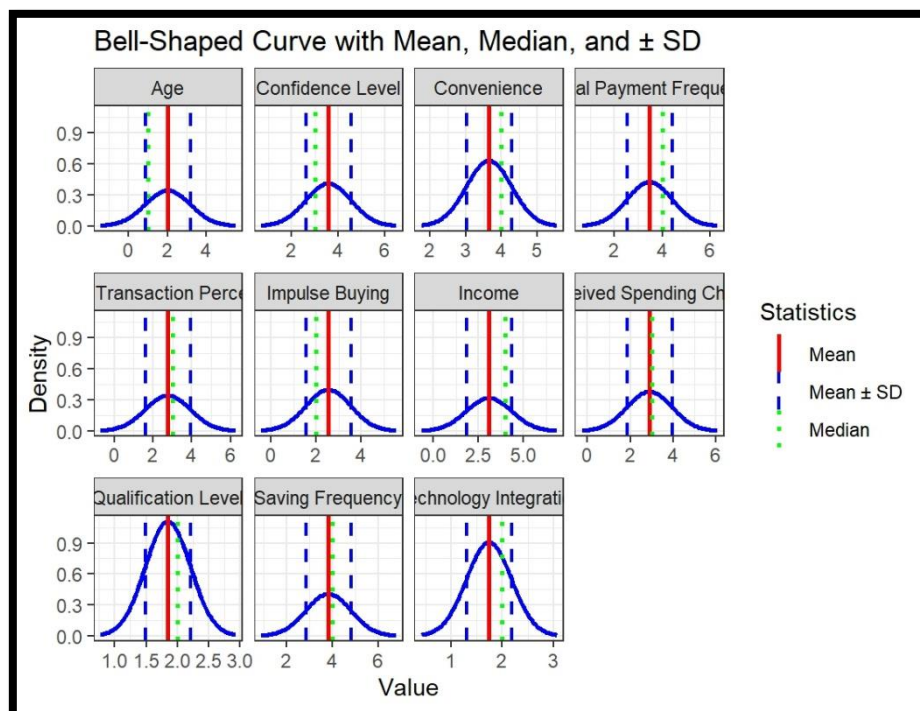 Bell-Shaped Curve with Mean, Median, and ± SD
Age Confidence Level Convenience al Payment Freque
0.9
0.6
0.3
0.0
0 2 4 2 4 6 2 3 4 5 2 4 6
Transaction Perce Impulse Buying Income eived Spending Ch
0.9
0.6
0.3
0.0
0 2 4 6 0 2 4 6 0.0 2.5 5.0 0 2 4 6
Qualification Level Saving Frequency echnology Integrati
0.9
0.6
0.3
0.0
1.0 1.5 2.0 2.5 3.0 2 4 6 1 2 3
Density
Value
Statistics
Mean
Mean ± SD
Median